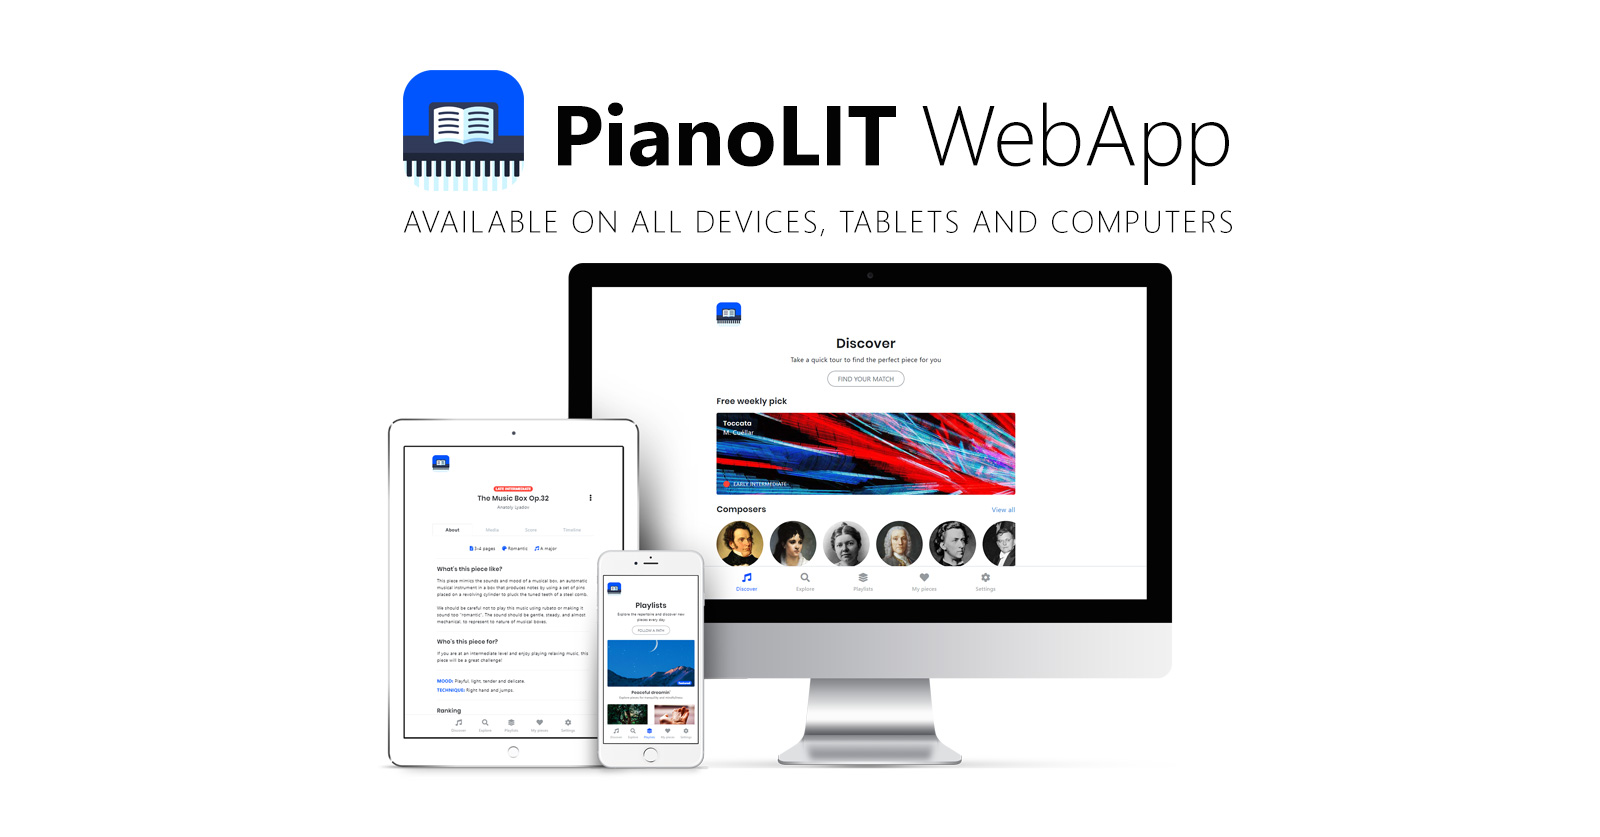 PianoLIT WebApp
AVAILABLE ON ALL DEVICES, TABLETS AND COMPUTERS
Discover
Take a quick tour to find the perfect piece for you
FIND YOUR MATCH
Free weekly pick
Toccata
M. Cuéllar
EARLY INTERMEDIATE
Composers
View all
Discover
Explore
Playlists
My pieces
Settings
LATE INTERMEDIATE
The Music Box Op.32
Anatoly Lyadov
About
Media
Score
Timeline
3-4 pages
Romantic
A major
What's this piece like?
This piece mimics the sounds and mood of a musical box, an automatic
musical instrument in a box that produces notes by using a set of pins
placed on a revolving cylinder to pluck the tuned teeth of a steel comb.
We should be careful not to play this music using rubato or making it
sound too "romantic". The sound should be gentle, steady, and almost
mechanical, to represent to nature of musical boxes.
Who's this piece for?
If you are at an intermediate level and enjoy playing relaxing music, this
piece will be a great challenge!
MOOD: Playful, light, tender and delicate.
TECHNIQUE: Right hand and jumps.
Ranking
Discover
Explore
Playlists
My pieces
Settings
Playlists
Explore the repertoire and discover new
pieces every day
FOLLOW A PATH
Peaceful dreamin'
Explore pieces for tranquility and mindfulness
Discover
Explore
Playlists
My pieces
Settings